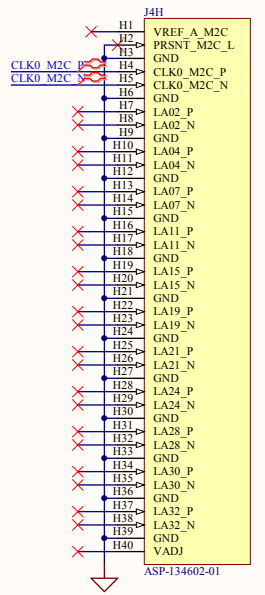 J4H
H1 VREF_A_M2C
H2 PRSNT_M2C_L
H3 GND
CLK0_M2C_P H4 CLK0_M2C_P
CLK0_M2C_N H5 CLK0_M2C_N
H6 GND
H7 LA02_P
H8 LA02_N
H9 GND
H10 LA04_P
H11 LA04_N
H12 GND
H13 LA07_P
H14 LA07_N
H15 GND
H16 LA11_P
H17 LA11_N
H18 GND
H19 LA15_P
H20 LA15_N
H21 GND
H22 LA19_P
H23 LA19_N
H24 GND
H25 LA21_P
H26 LA21_N
H27 GND
H28 LA24_P
H29 LA24_N
H30 GND
H31 LA28_P
H32 LA28_N
H33 GND
H34 LA30_P
H35 LA30_N
H36 GND
H37 LA32_P
H38 LA32_N
H39 GND
H40 VADJ
ASP-134602-01